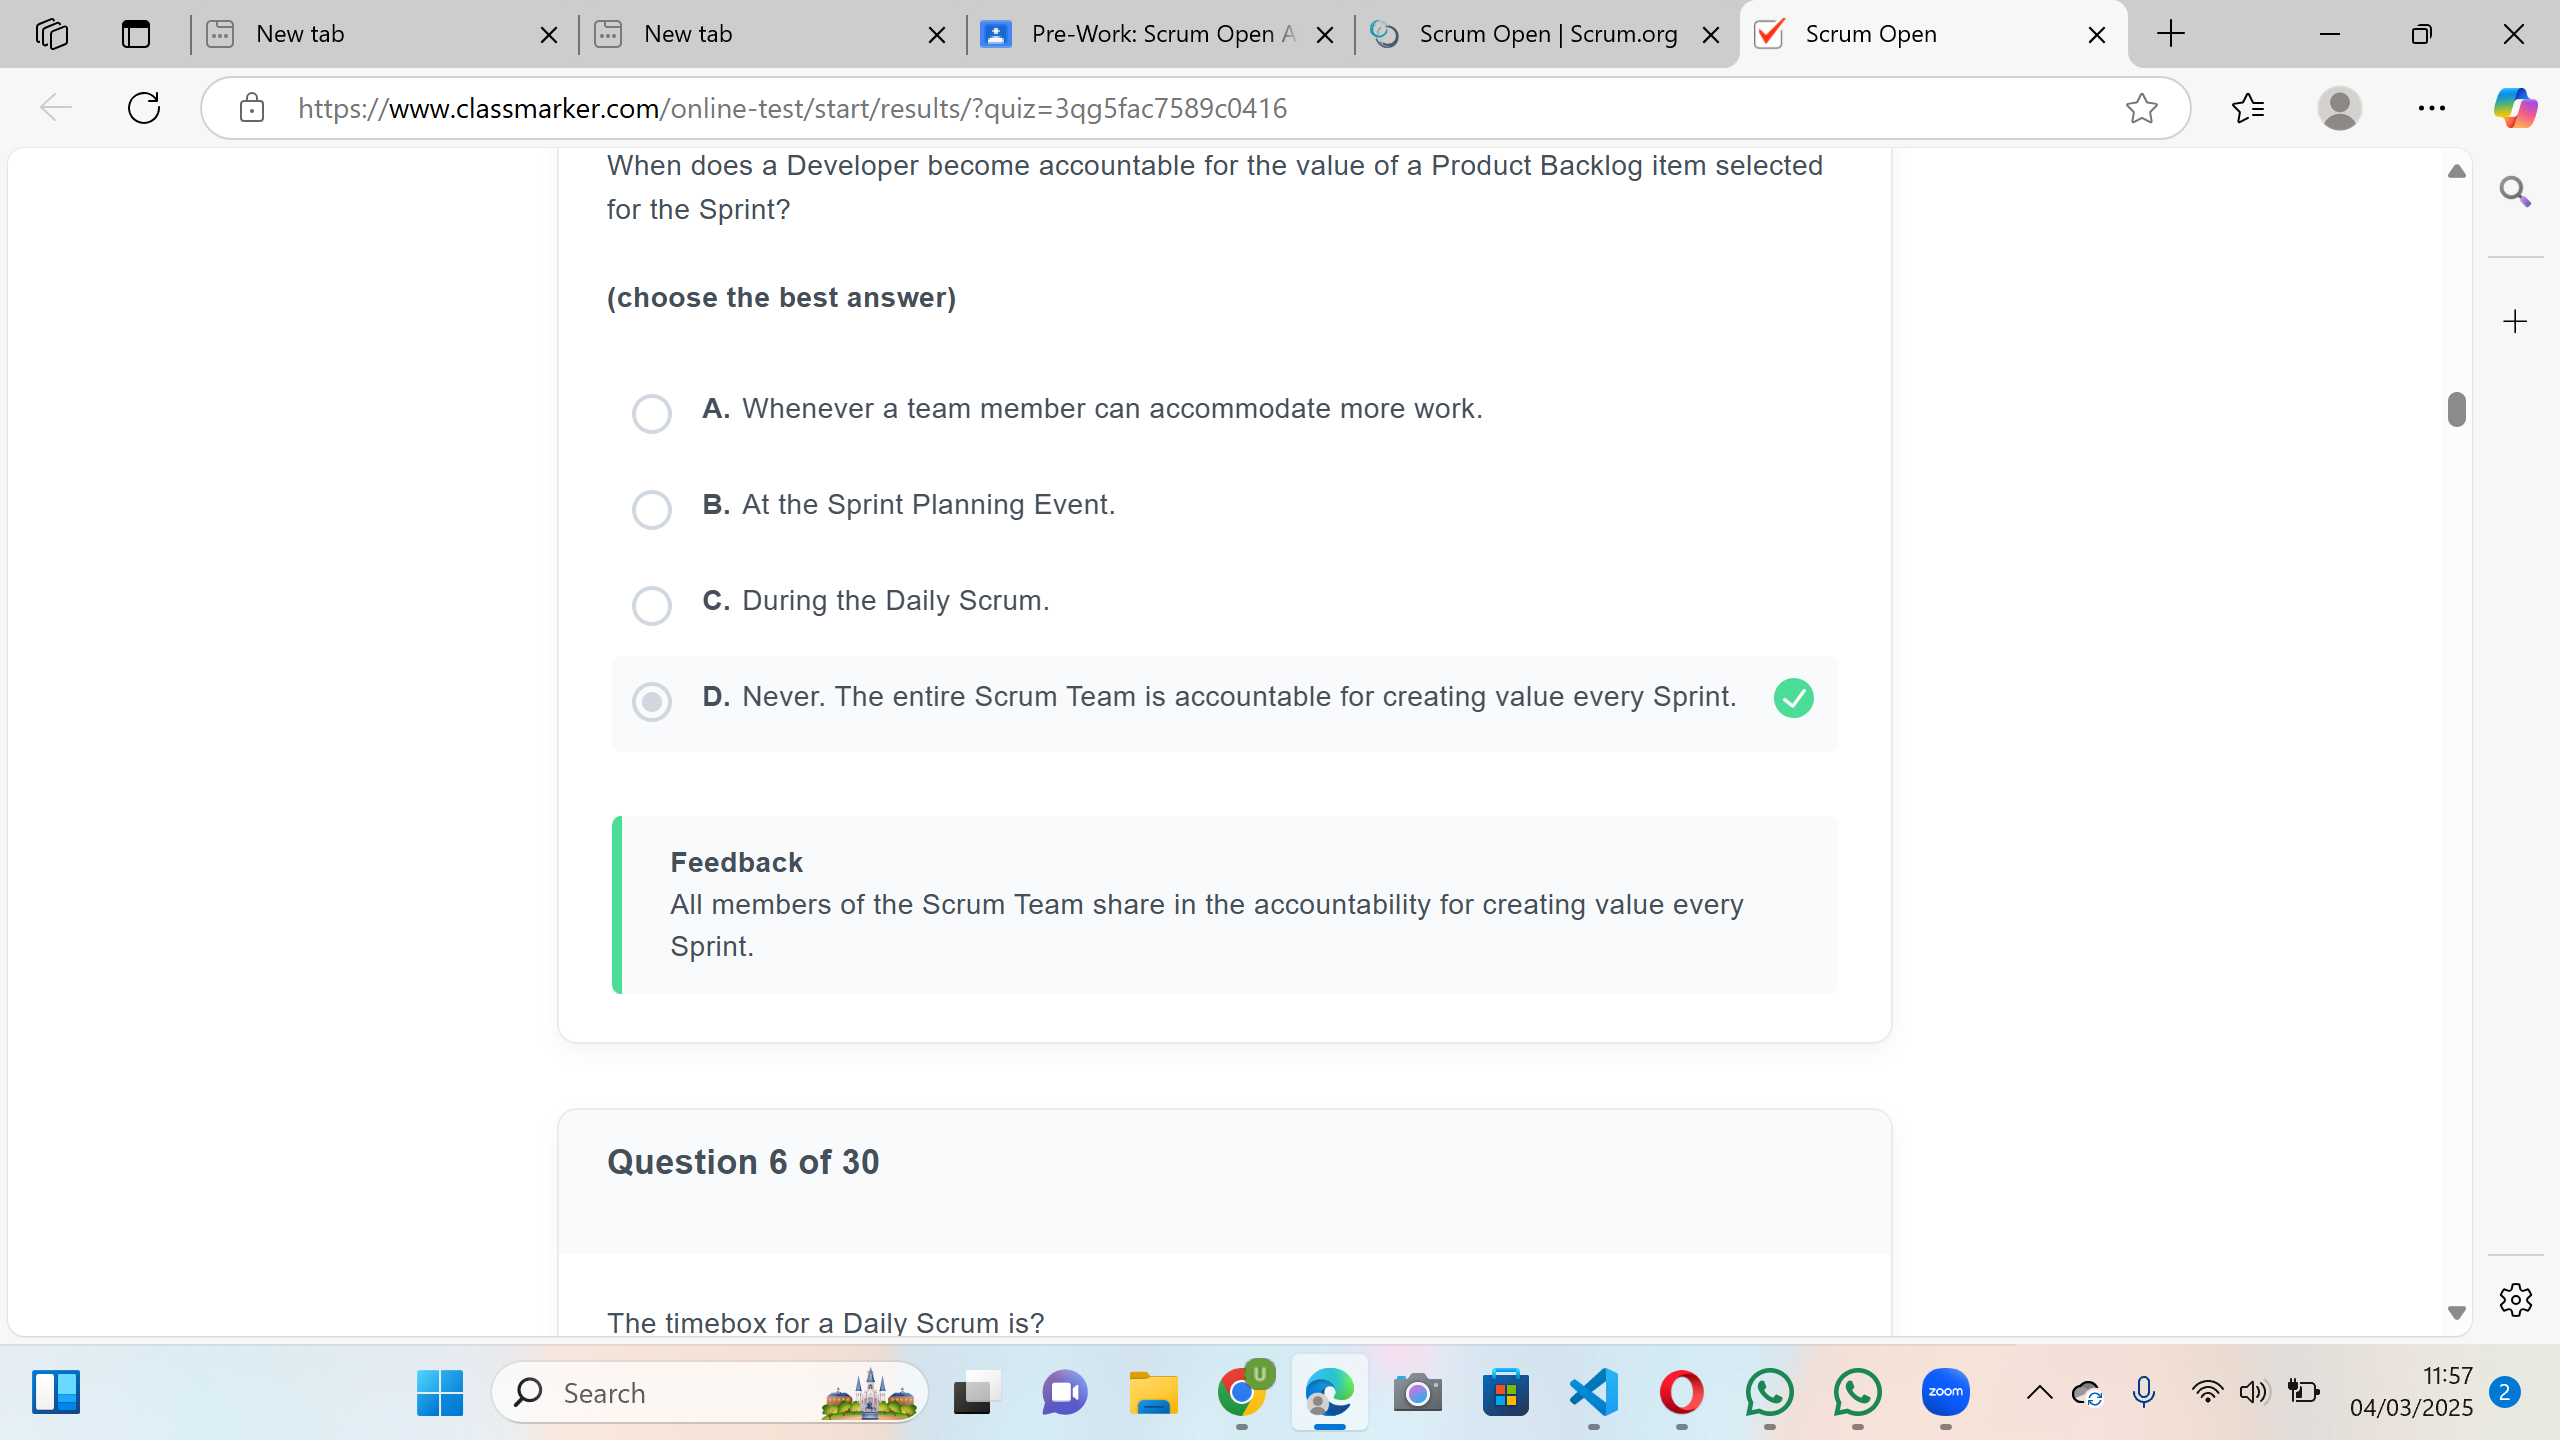 New tab
New tab
Pre-Work: Scrum Open A
Scrum Open | Scrum.org
Scrum Open
https://www.classmarker.com/online-test/start/results/?quiz=3qg5fac7589c0416
When does a Developer become accountable for the value of a Product Backlog item selected
for the Sprint?
(choose the best answer)
A. Whenever a team member can accommodate more work.
B. At the Sprint Planning Event.
C. During the Daily Scrum.
D. Never. The entire Scrum Team is accountable for creating value every Sprint.
Feedback
All members of the Scrum Team share in the accountability for creating value every
Sprint.
Question 6 of 30
The timebox for a Daily Scrum is?
Search
U
zoom
11:57
04/03/2025
2